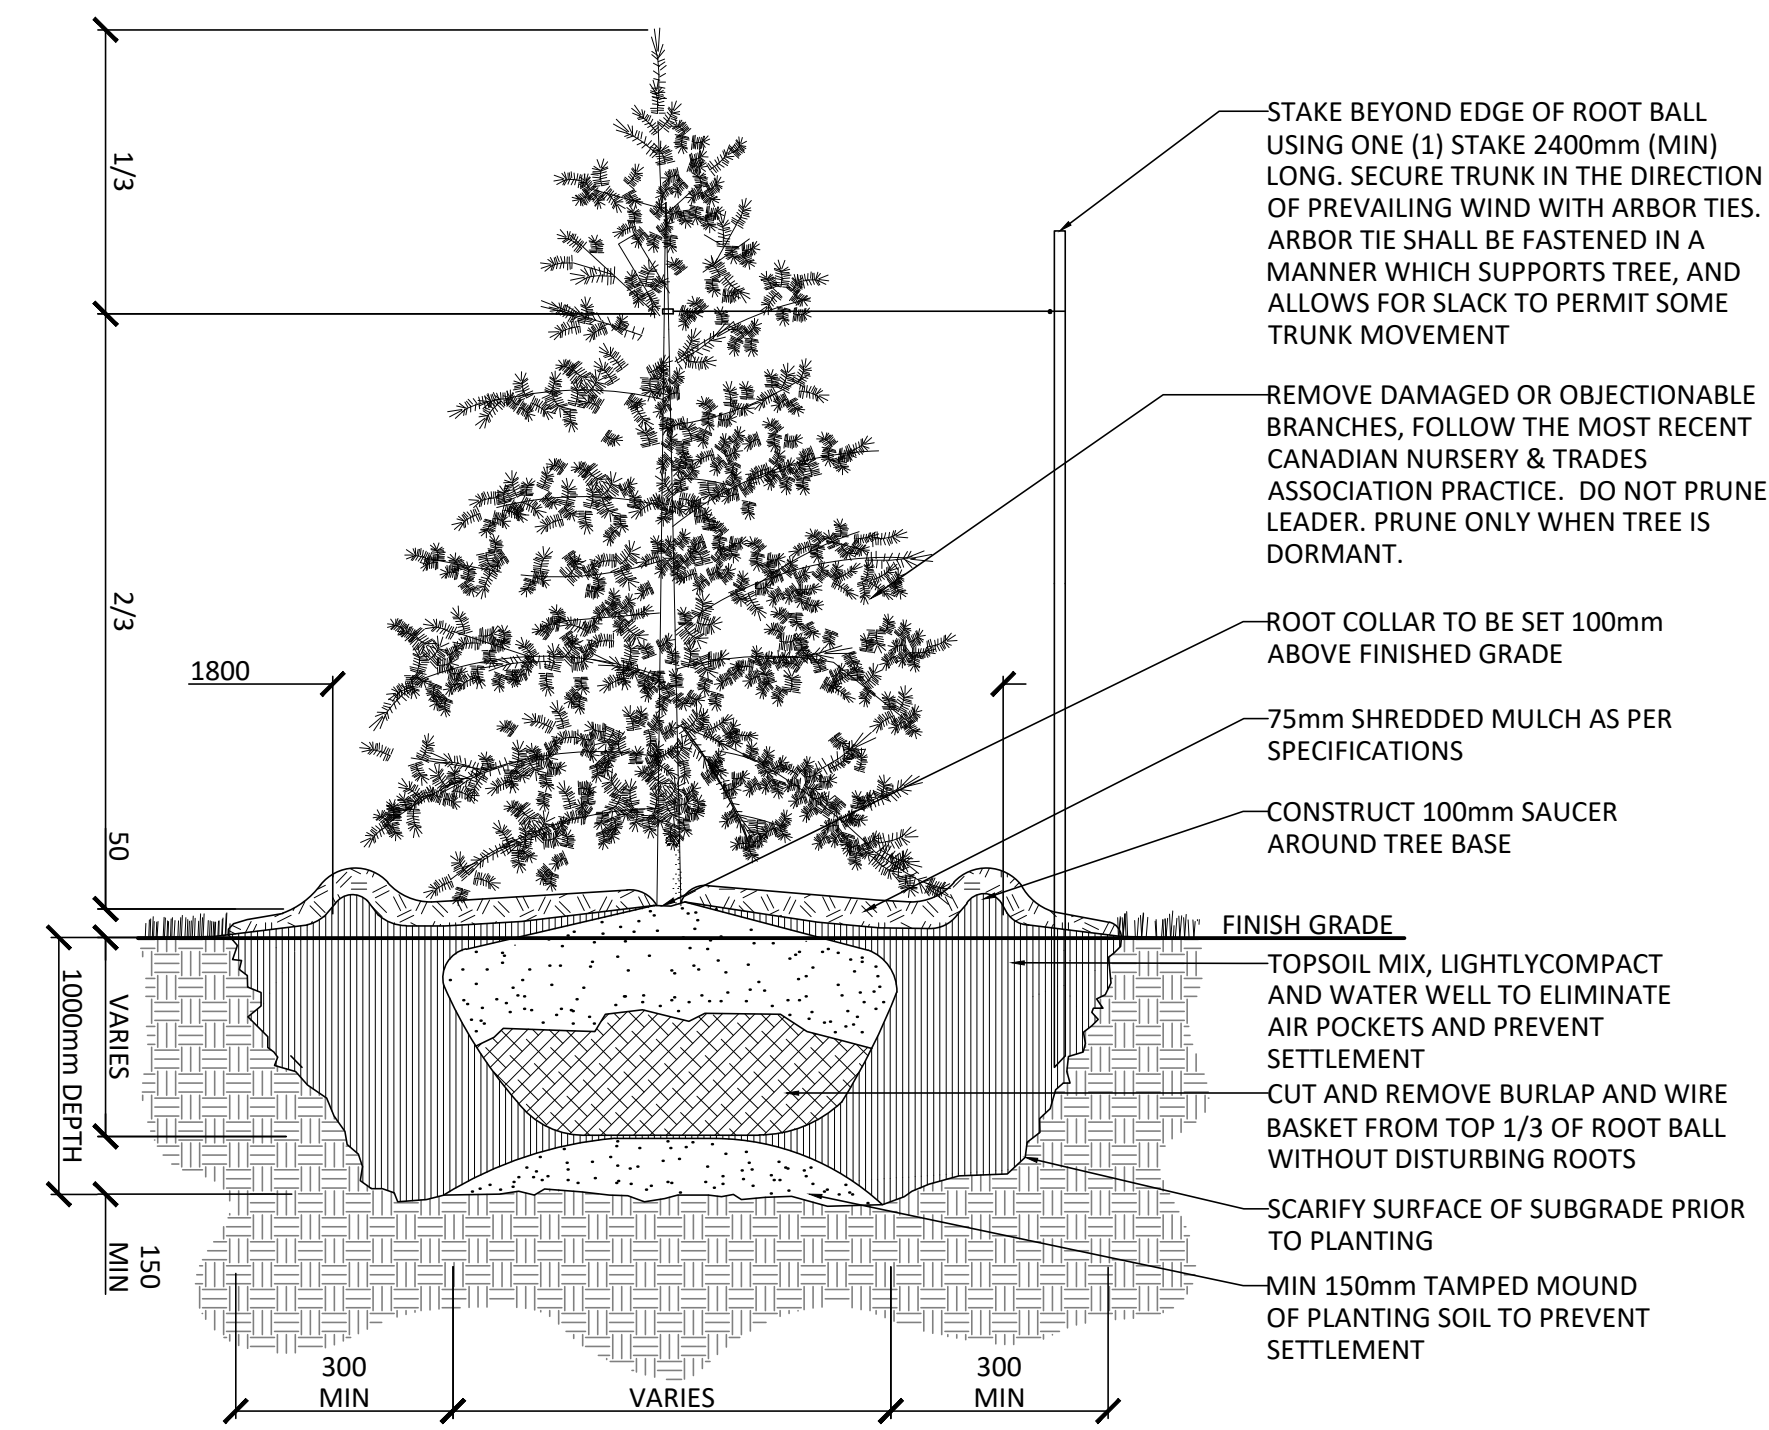 STAKE BEYOND EDGE OF ROOT BALL
USING ONE (1) STAKE 2400mm (MIN)
LONG. SECURE TRUNK IN THE DIRECTION
OF PREVAILING WIND WITH ARBOR TIES.
ARBOR TIE SHALL BE FASTENED IN A
MANNER WHICH SUPPORTS TREE, AND
ALLOWS FOR SLACK TO PERMIT SOME
TRUNK MOVEMENT
REMOVE DAMAGED OR OBJECTIONABLE
BRANCHES, FOLLOW THE MOST RECENT
CANADIAN NURSERY & TRADES
ASSOCIATION PRACTICE. DO NOT PRUNE
LEADER. PRUNE ONLY WHEN TREE IS
DORMANT.
ROOT COLLAR TO BE SET 100mm
ABOVE FINISHED GRADE
75mm SHREDDED MULCH AS PER
SPECIFICATIONS
CONSTRUCT 100mm SAUCER
AROUND TREE BASE
FINISH GRADE
TOPSOIL MIX, LIGHTLYCOMPACT
AND WATER WELL TO ELIMINATE
AIR POCKETS AND PREVENT
SETTLEMENT
CUT AND REMOVE BURLAP AND WIRE
BASKET FROM TOP 1/3 OF ROOT BALL
WITHOUT DISTURBING ROOTS
SCARIFY SURFACE OF SUBGRADE PRIOR
TO PLANTING
MIN 150mm TAMPED MOUND
OF PLANTING SOIL TO PREVENT
SETTLEMENT
1/3
2/3
1800
50
VARIES
1000mm DEPTH
150
MIN
300
MIN
VARIES
300
MIN